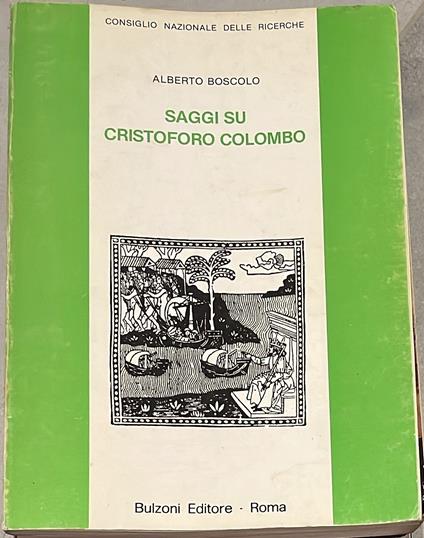 CONSIGLIO NAZIONALE DELLE RICERCHE
ALBERTO BOSCOLO
SAGGI SU
CRISTOFORO COLOMBO
Bulzoni Editore - Roma